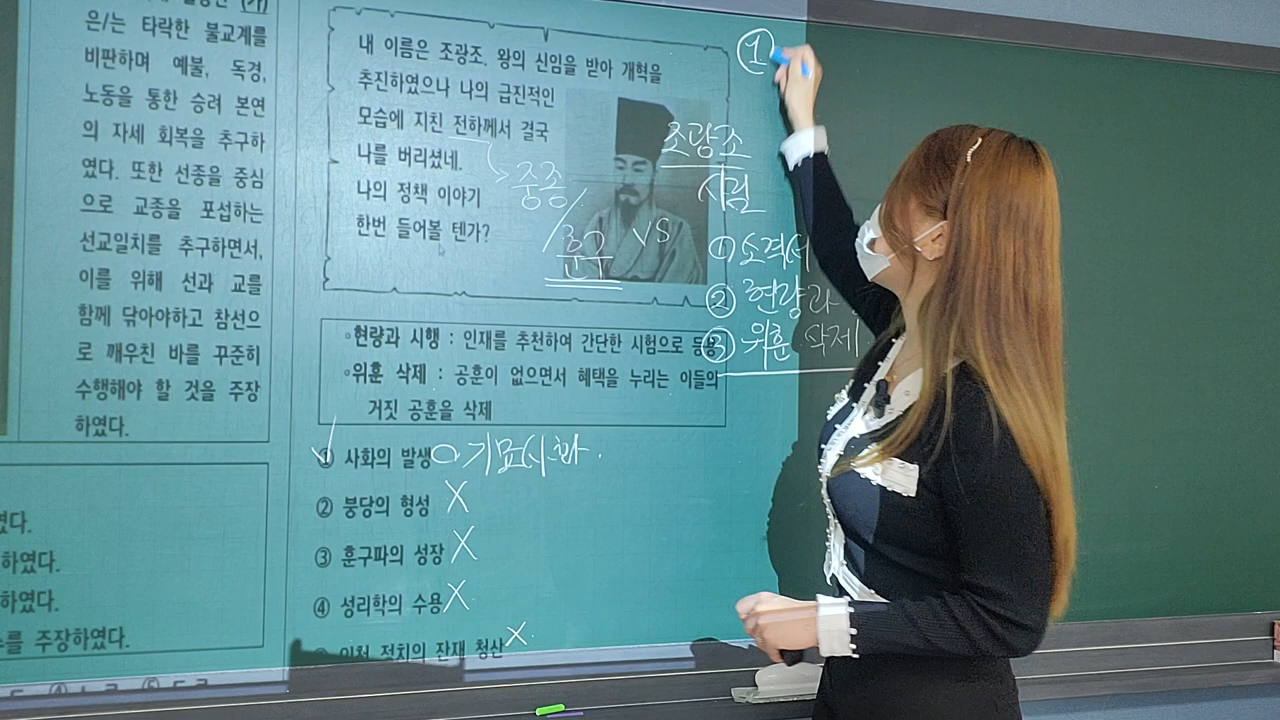 (가)
은/는 타락한 불교계를
비판하며 예불, 독경,
노동을 통한 승려 본연
의 자세 회복을 추구하
였다. 또한 선종을 중심
으로 교종을 포섭하는
선교일치를 추구하면서,
이를 위해 선과 교를
함께 닦아야하고 참선으
로 깨우친 바를 꾸준히
수행해야 할 것을 주장
하였다.
였다.
하였다.
하였다.
를 주장하였다.
내 이름은 조광조. 왕의 신임을 받아 개혁을
추진하였으나 나의 급진적인
모습에 지친 전하께서 결국
나를 버리셨네.
나의 정책 이야기
한번 들어볼 텐가?
중종
훈구
VS
◦현량과 시행 : 인재를 추천하여 간단한 시험으로 등용
◦위훈 삭제 : 공훈이 없으면서 혜택을 누리는 이들의
거짓 공훈을 삭제
① 사화의 발생 O 기묘사화.
② 붕당의 형성 X
③ 훈구파의 성장 X
④ 성리학의 수용 X
정치의 잔재 청산 X.
①
조광조
사림
① 소격서
② 현량과
③ 위훈 삭제